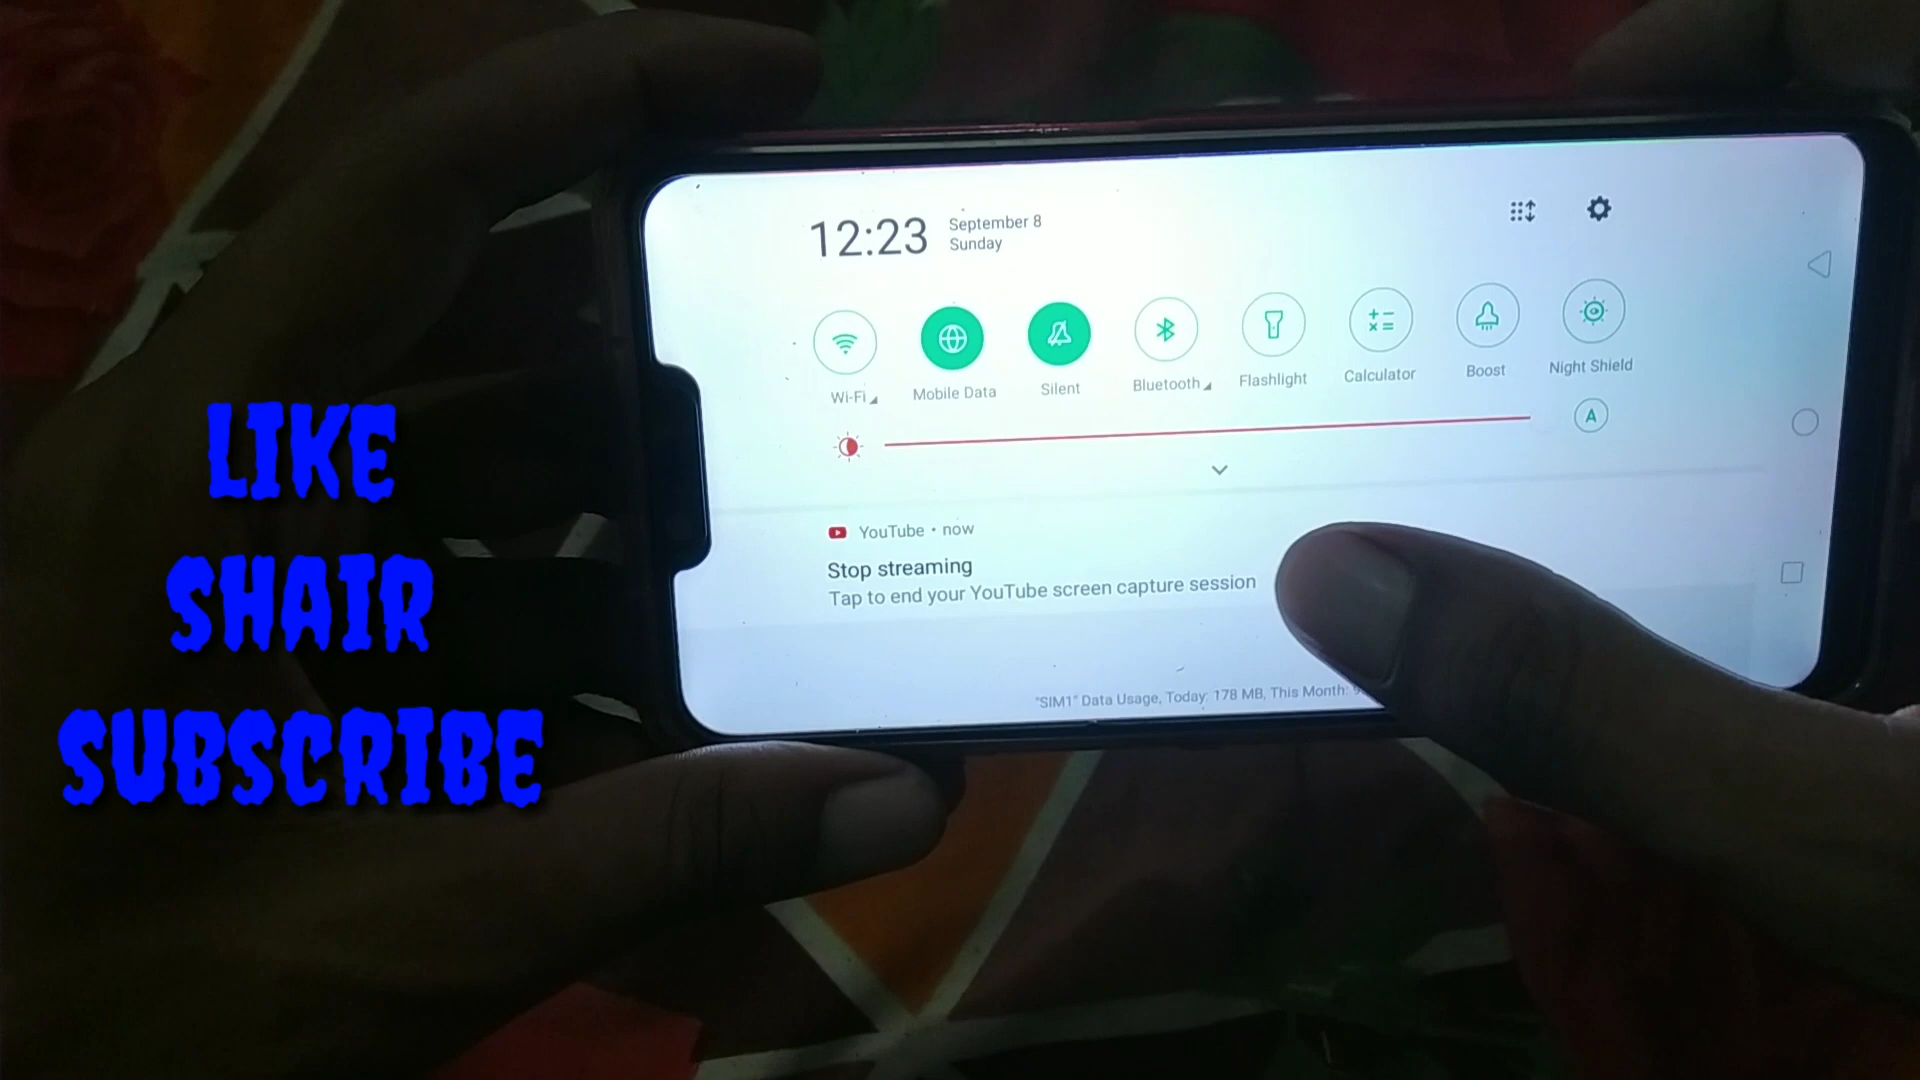 LIKE
SHAIR
SUBSCRIBE
12:23
September 8
Sunday
Wi-Fi
Mobile Data
Silent
Bluetooth
Flashlight
Calculator
Boost
Night Shield
A
YouTube • now
Stop streaming
Tap to end your YouTube screen capture session
"SIM1" Data Usage, Today: 178 MB, This Month: